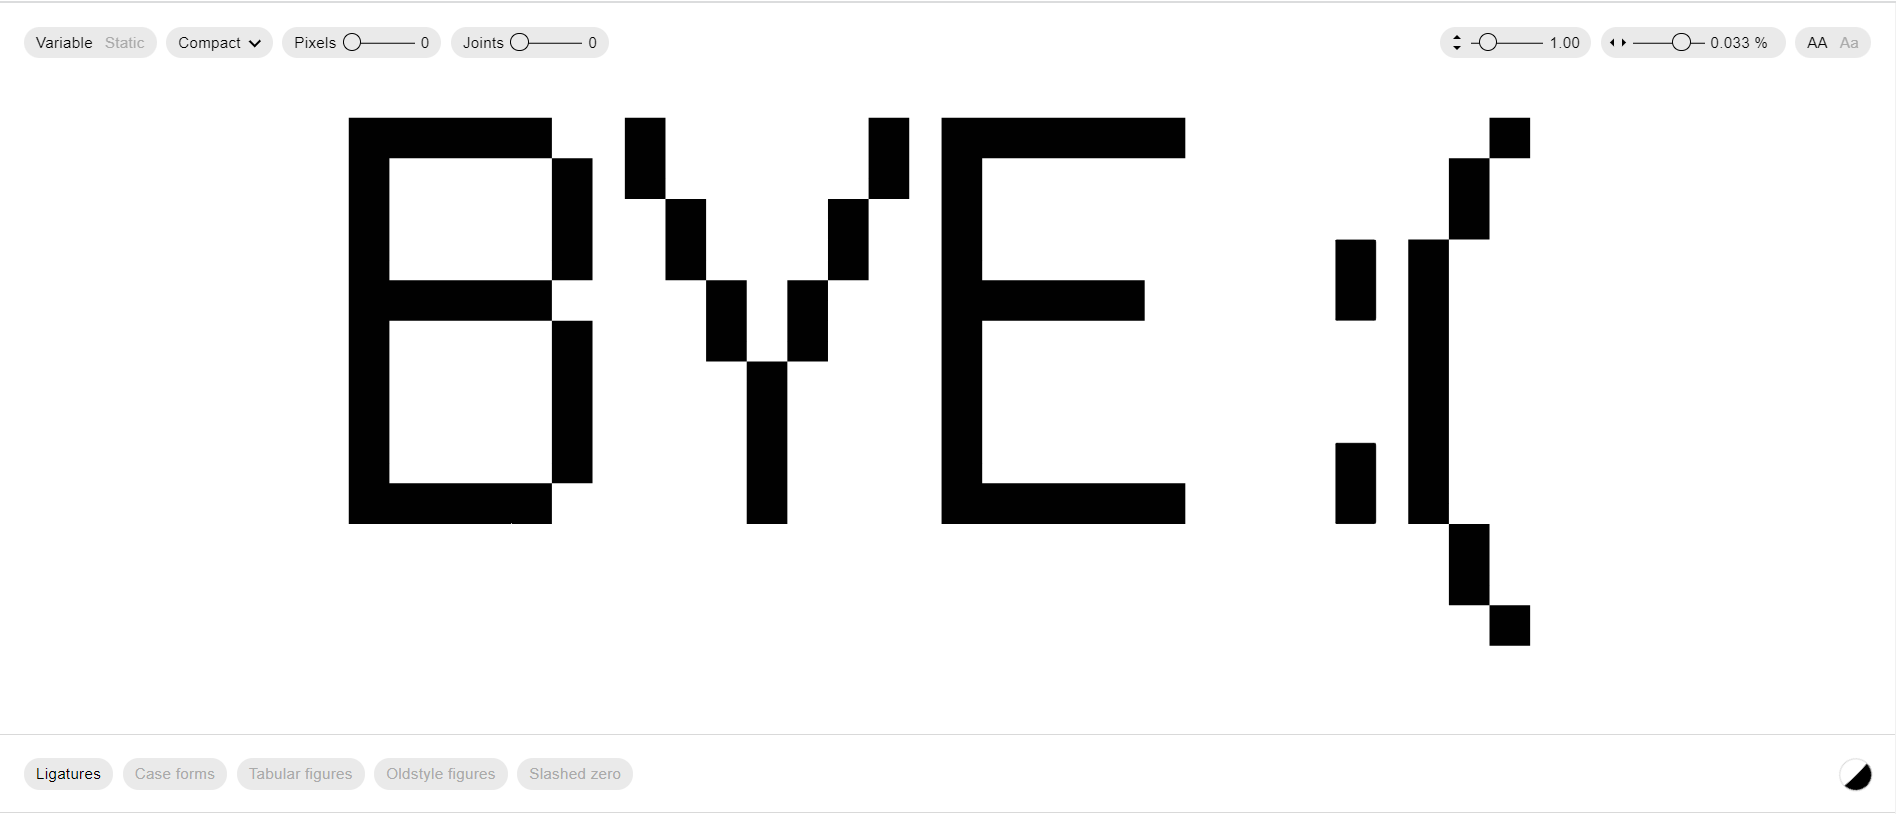 Variable Static Compact Pixels 0 Joints 0 1.00 0.033 % AA Aa
BYE :(
Ligatures Case forms Tabular figures Oldstyle figures Slashed zero